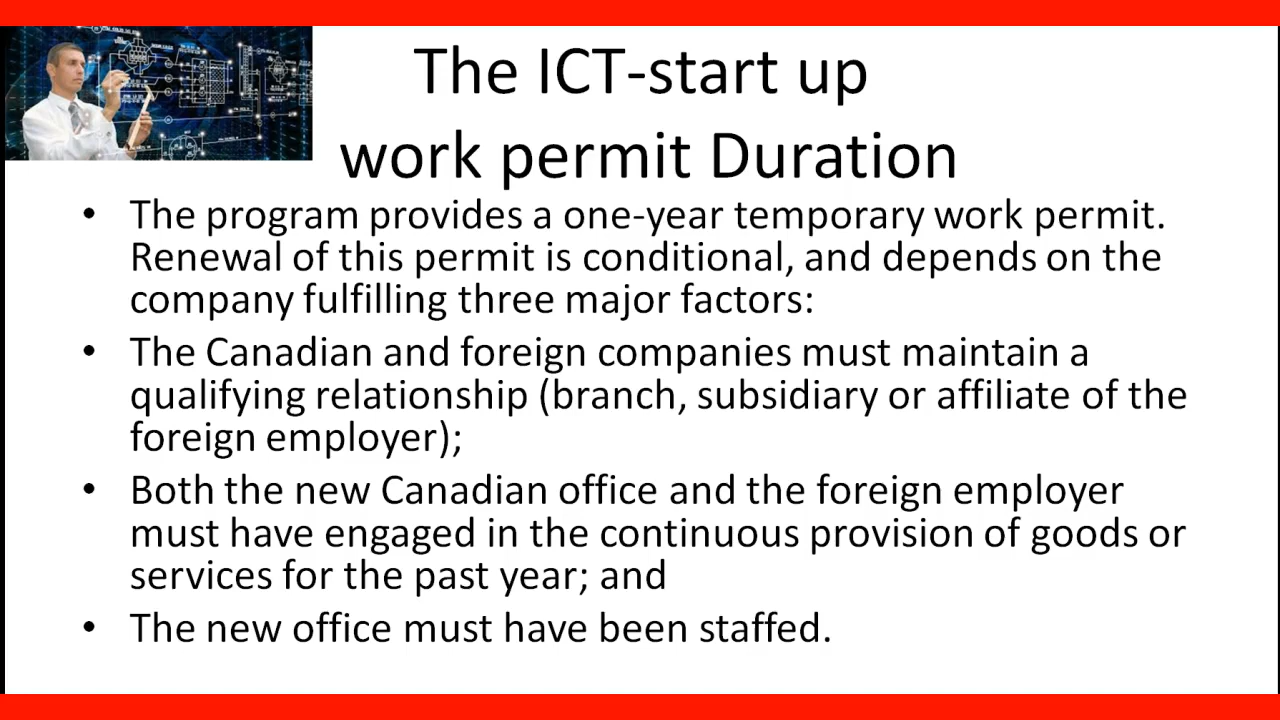 The ICT-start up
work permit Duration
• The program provides a one-year temporary work permit.
Renewal of this permit is conditional, and depends on the
company fulfilling three major factors:
• The Canadian and foreign companies must maintain a
qualifying relationship (branch, subsidiary or affiliate of the
foreign employer);
• Both the new Canadian office and the foreign employer
must have engaged in the continuous provision of goods or
services for the past year; and
• The new office must have been staffed.